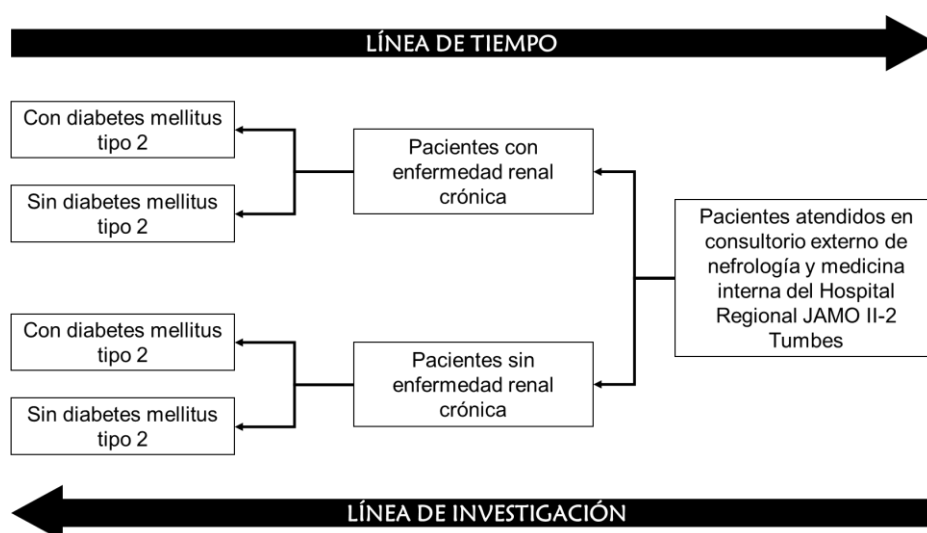 LÍNEA DE TIEMPO
Con diabetes mellitus
tipo 2
Sin diabetes mellitus
tipo 2
Pacientes con
enfermedad renal
crónica
Pacientes atendidos en
consultorio externo de
nefrología y medicina
interna del Hospital
Regional JAMO II-2
Tumbes
Con diabetes mellitus
tipo 2
Sin diabetes mellitus
tipo 2
Pacientes sin
enfermedad renal
crónica
LÍNEA DE INVESTIGACIÓN